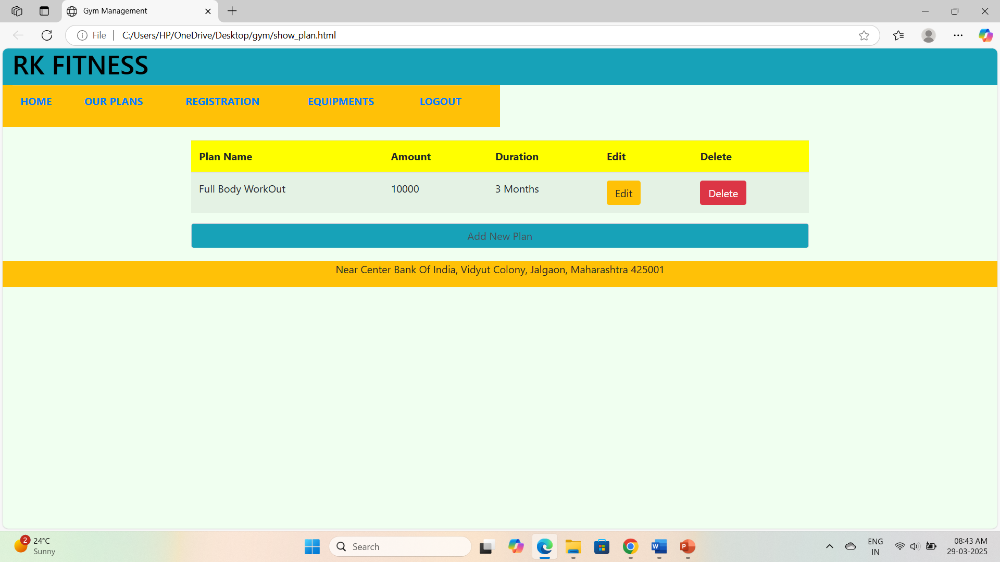 Gym Management
File
C:/Users/HP/OneDrive/Desktop/gym/show_plan.html
RK FITNESS
HOME OUR PLANS REGISTRATION EQUIPMENTS LOGOUT
Plan Name Amount Duration Edit Delete
Full Body WorkOut 10000 3 Months Edit Delete
Add New Plan
Near Center Bank Of India, Vidyut Colony, Jalgaon, Maharashtra 425001
2
24°C
Sunny
Search
W
P
ENG
IN
08:43 AM
29-03-2025